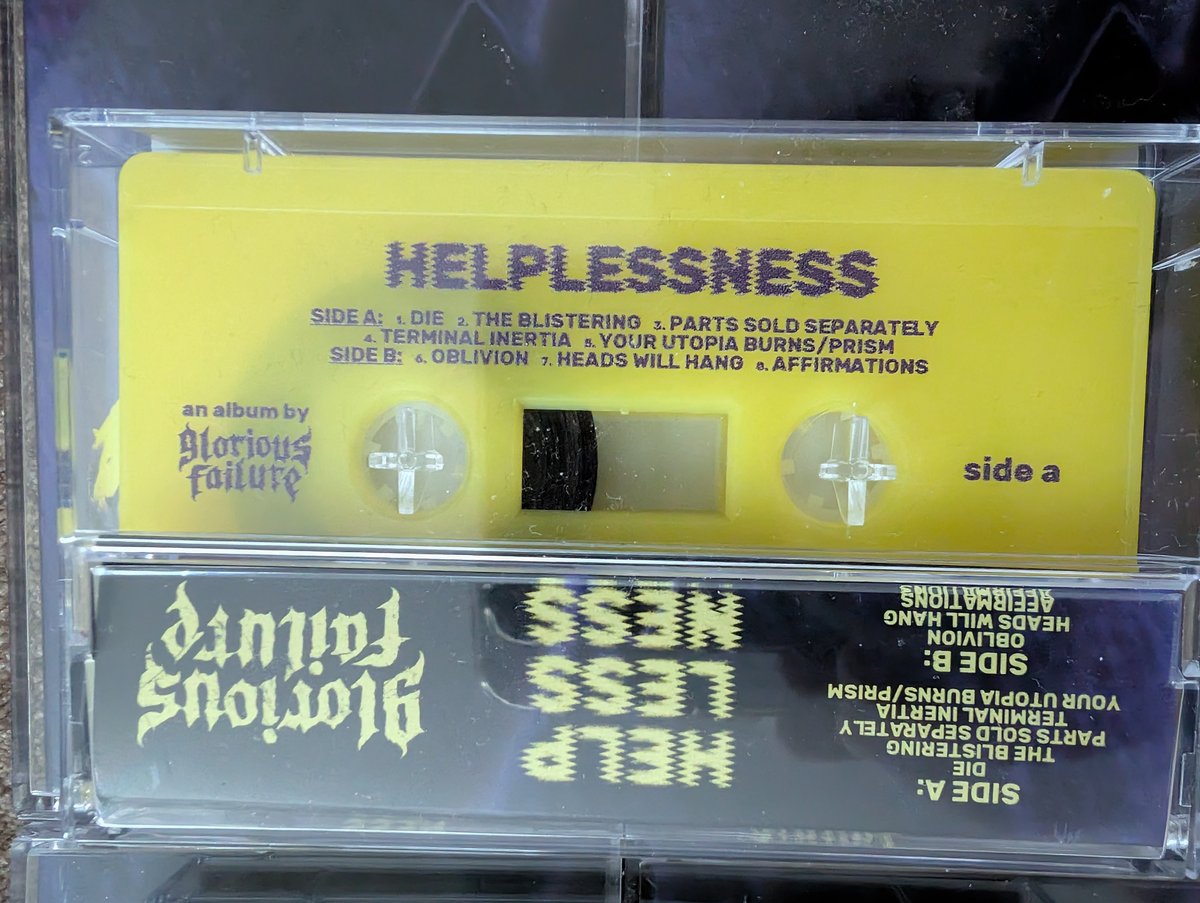 HELPLESSNESS
SIDE A: 1. DIE 2. THE BLISTERING 3. PARTS SOLD SEPARATELY
4. TERMINAL INERTIA 5. YOUR UTOPIA BURNS/PRISM
SIDE B: 6. OBLIVION 7. HEADS WILL HANG 8. AFFIRMATIONS
an album by
glorious
failure
side a
glorious
failure
HELP
LESS
NESS
SIDE A:
DIE
THE BLISTERING
PARTS SOLD SEPARATELY
TERMINAL INERTIA
YOUR UTOPIA BURNS/PRISM
SIDE B:
OBLIVION
HEADS WILL HANG
AFFIRMATIONS